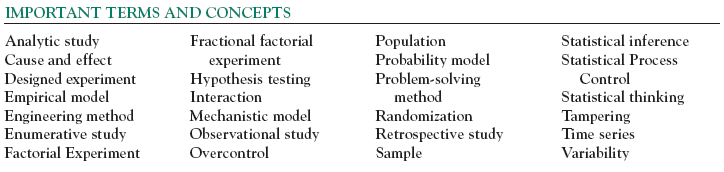 IMPORTANT TERMS AND CONCEPTS
Analytic study
Cause and effect
Designed experiment
Empirical model
Engineering method
Enumerative study
Factorial Experiment
Fractional factorial
experiment
Hypothesis testing
Interaction
Mechanistic model
Observational study
Overcontrol
Population
Probability model
Problem-solving
method
Randomization
Retrospective study
Sample
Statistical inference
Statistical Process
Control
Statistical thinking
Tampering
Time series
Variability